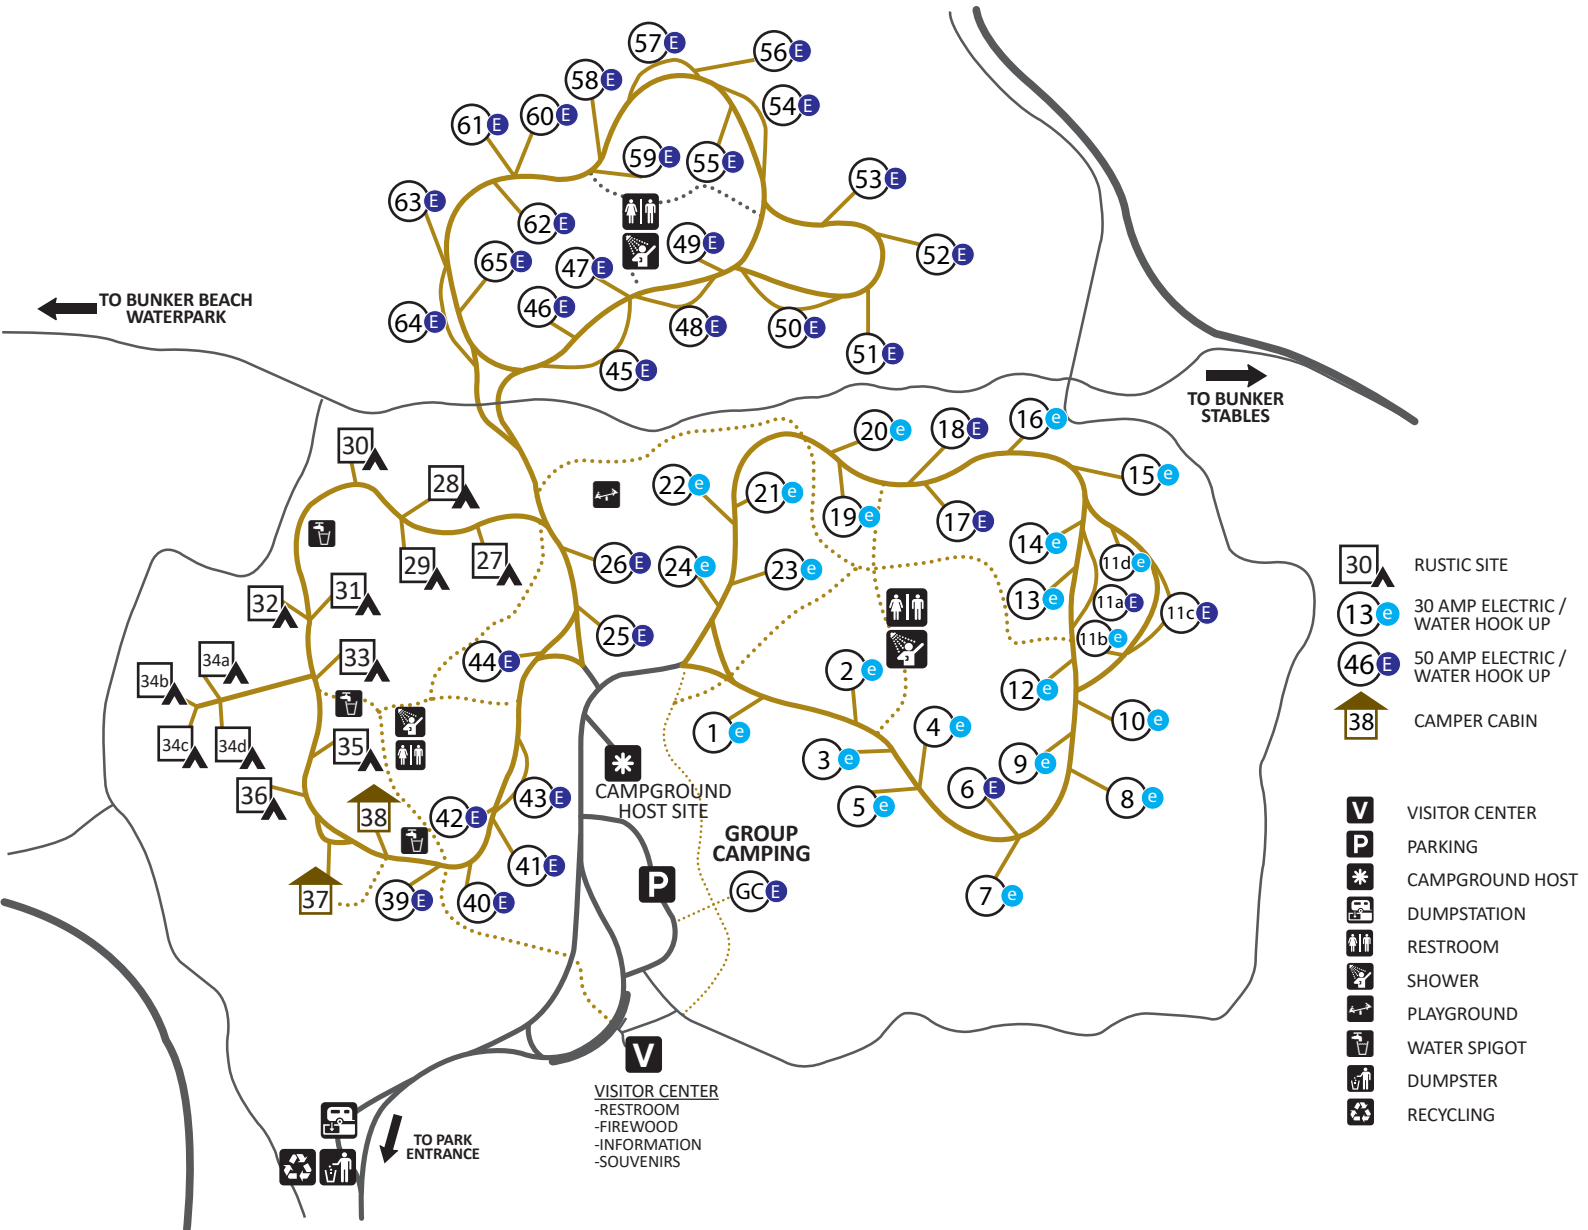 57 E
56 E
58 E
54 E
60 E
61 E
59 E
55 E
53 E
63 E
62 E
49 E
52 E
65 E
47 E
TO BUNKER BEACH
WATERPARK
46 E
64 E
48 E
50 E
51 E
45 E
TO BUNKER
STABLES
16 e
20 e
18 E
30
15 e
28
22 e
21 e
19 e
17 E
14 e
29
27
26 E
24 e
23 e
11d e
31
32
13 e
11a E
11c E
25 E
11b e
34a
33
44 E
2 e
34b
12 e
1 e
4 e
10 e
34c
34d
35
3 e
9 e
CAMPGROUND
HOST SITE
6 E
36
43 E
5 e
8 e
38
42 E
GROUP
CAMPING
41 E
P
GC E
37
39 E
40 E
7 e
V
VISITOR CENTER
-RESTROOM
-FIREWOOD
-INFORMATION
-SOUVENIRS
TO PARK
ENTRANCE
30 RUSTIC SITE
13 e 30 AMP ELECTRIC /
WATER HOOK UP
46 E 50 AMP ELECTRIC /
WATER HOOK UP
38 CAMPER CABIN
V VISITOR CENTER
P PARKING
CAMPGROUND HOST
DUMPSTATION
RESTROOM
SHOWER
PLAYGROUND
WATER SPIGOT
DUMPSTER
RECYCLING